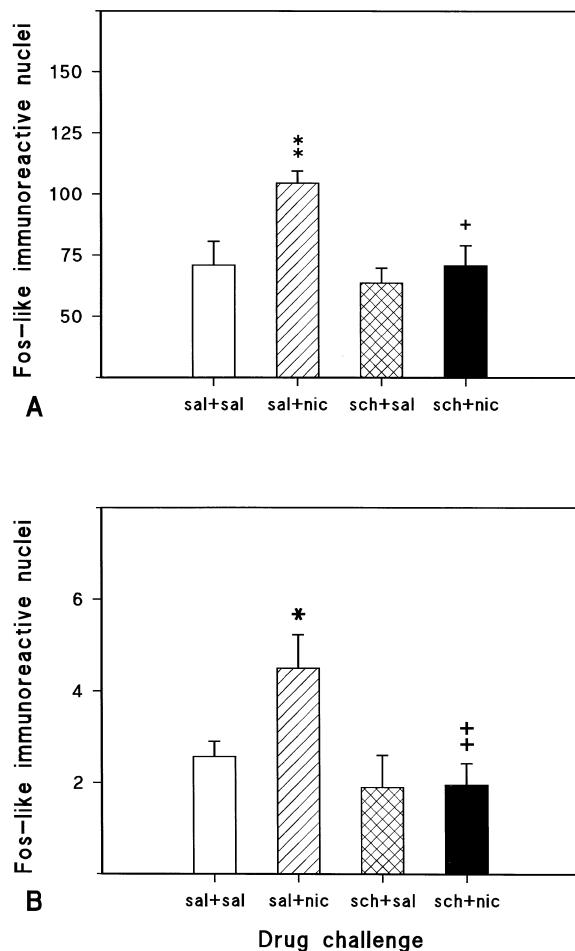 Fos-like immunoreactive nuclei
150
125
100
75
50
**
+
sal+sal sal+nic sch+sal sch+nic
A
Fos-like immunoreactive nuclei
6
4
2
*
++
sal+sal sal+nic sch+sal sch+nic
B
Drug challenge